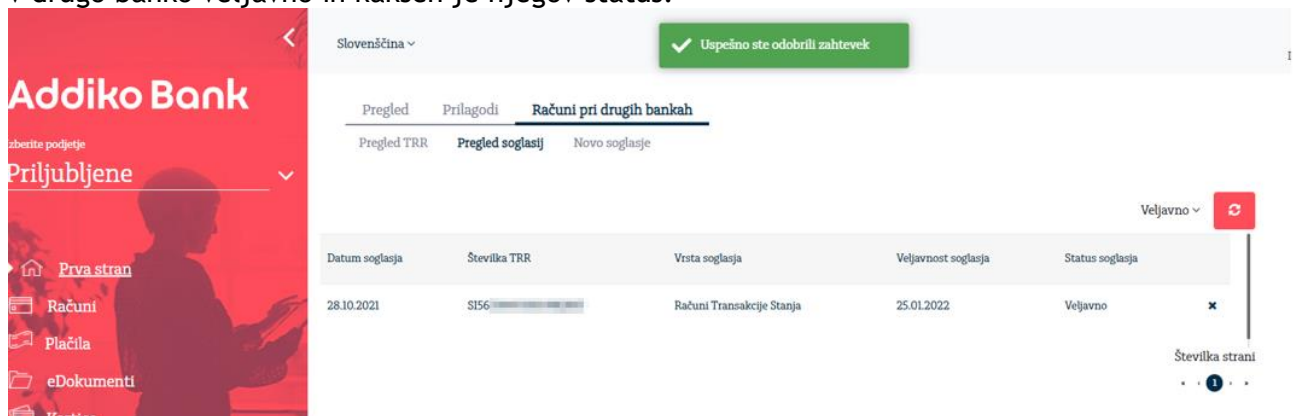 v drugo banko veljavno in kakšen je njegov status.
Slovenščina
Uspešno ste odobrili zahtevek
Addiko Bank
Izberite podjetje
Priljubljene
Pregled Prilagodi Računi pri drugih bankah
Pregled TRR Pregled soglasij Novo soglasje
Veljavno
Datum soglasja Številka TRR Vrsta soglasja Veljavnost soglasja Status soglasja
28.10.2021 SI56 Računi Transakcije Stanja 25.01.2022 Veljavno
Prva stran
Računi
Plačila
eDokumenti
Številka strani
1